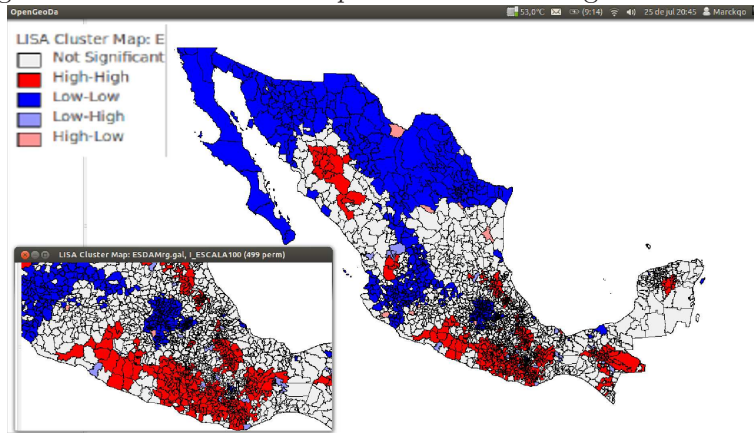 OpenGeoDa
53,0°C (9:14) 25 de jul 20:45 Marckqo
LISA Cluster Map: E
Not Significant
High-High
Low-Low
Low-High
High-Low
LISA Cluster Map: ESDAMrg.gal, I_ESCALA100 (499 perm)